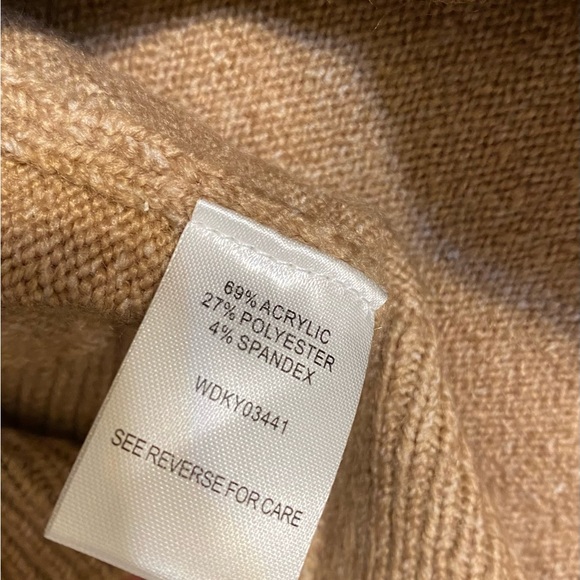 69% ACRYLIC
27% POLYESTER
4% SPANDEX
WDKY03441
SEE REVERSE FOR CARE